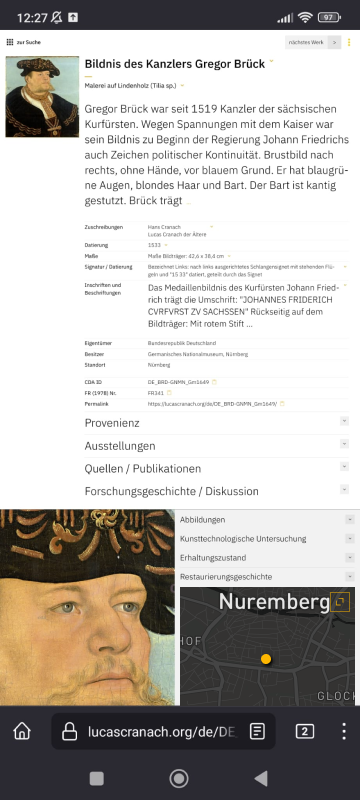 12:27
97
zur Suche
nächstes Werk >
Bildnis des Kanzlers Gregor Brück
Malerei auf Lindenholz (Tilia sp.)
Gregor Brück war seit 1519 Kanzler der sächsischen
Kurfürsten. Wegen Spannungen mit dem Kaiser war
sein Bildnis zu Beginn der Regierung Johann Friedrichs
auch Zeichen politischer Kontinuität. Brustbild nach
rechts, ohne Hände, vor blauem Grund. Er hat blaugrü-
ne Augen, blondes Haar und Bart. Der Bart ist kantig
gestutzt. Brück trägt ...
Zuschreibungen Hans Cranach
Lucas Cranach der Ältere
Datierung 1533
Maße Maße Bildträger: 42,6 x 38,6 cm
Signatur / Datierung Bezeichnet Links: nach links ausgerichtetes Schlangensignet mit stehenden Flü-
geln und "15 33" datiert, geteilt durch das Signet
Inschriften und Das Medaillenbildnis des Kurfürsten Johann Fried-
Beschriftungen rich trägt die Umschrift: "JOHANNES FRIDERICH
CVRFVRST ZV SACHSSEN" Rückseitig auf dem
Bildträger: Mit rotem Stift ...
Eigentümer Bundesrepublik Deutschland
Besitzer Germanisches Nationalmuseum, Nürnberg
Standort Nürnberg
CDA ID DE_BRD-GNMN_Gm1649
FR (1978) Nr. FR341
Permalink https://lucascranach.org/de/DE_BRD-GNMN_Gm1649/
Provenienz
Ausstellungen
Quellen / Publikationen
Forschungsgeschichte / Diskussion
Abbildungen
Kunsttechnologische Untersuchung
Erhaltungszustand
Restaurierungsgeschichte
Nuremberg
HOF
GLOCK
lucascranach.org/de/DE_
2